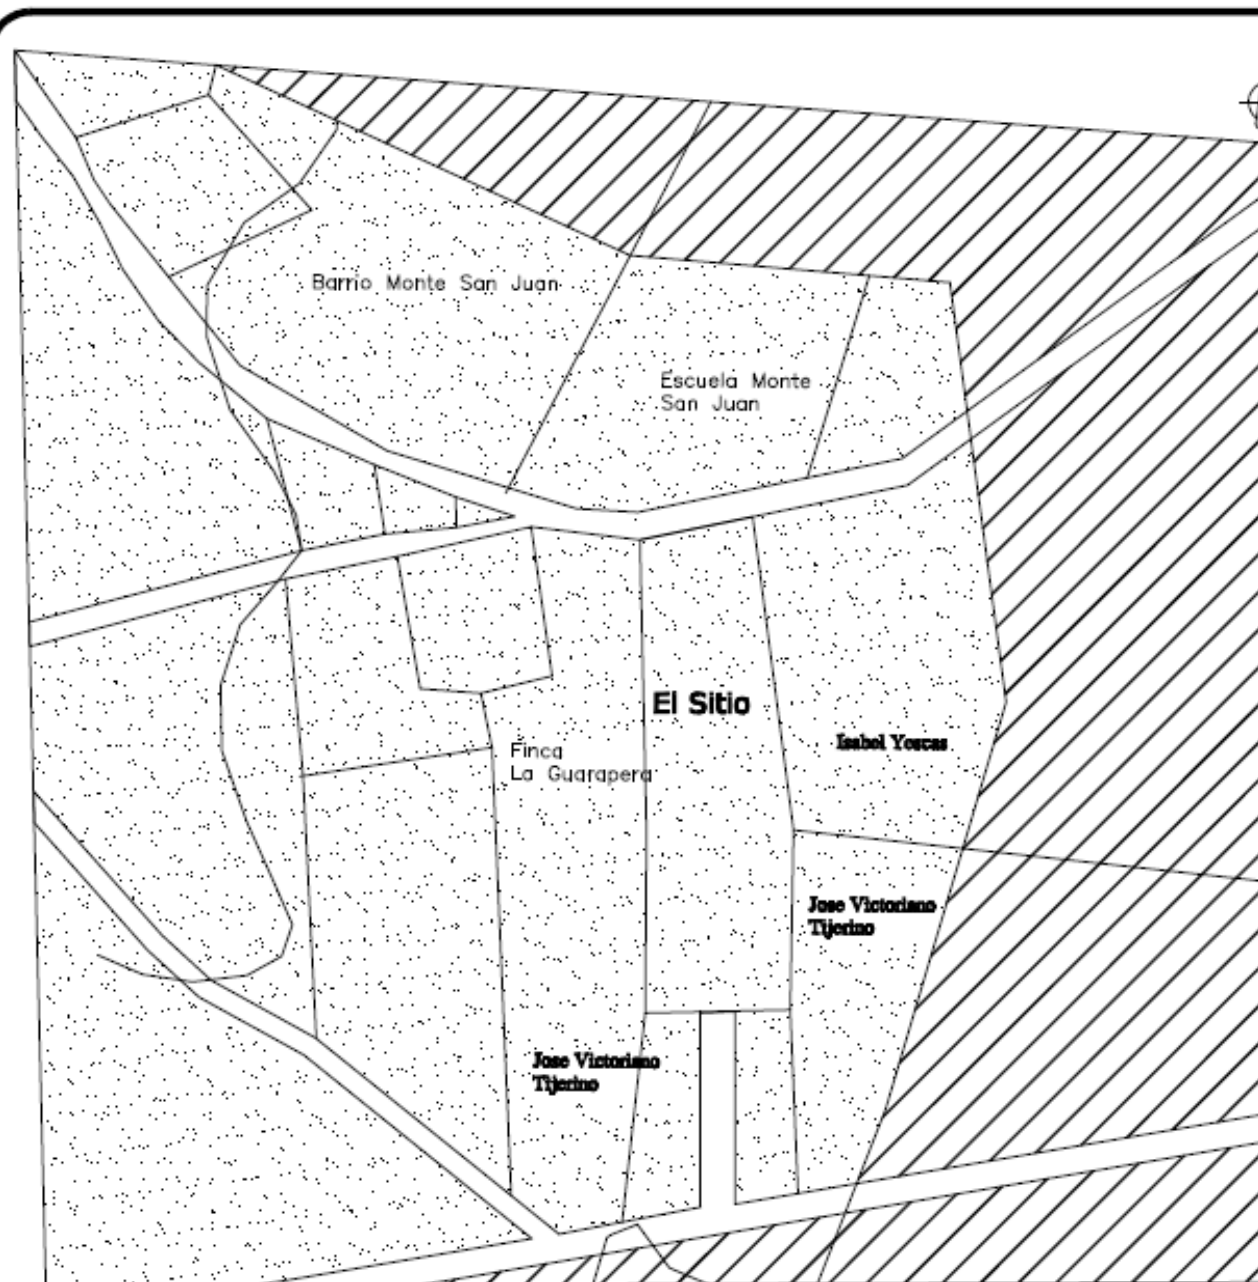 Barrio Monte San Juan
Escuela Monte
San Juan
El Sitio
Isabel Yescas
Finca
La Guarapera
Jose Victoriano
Tijerino
Jose Victoriano
Tijerino